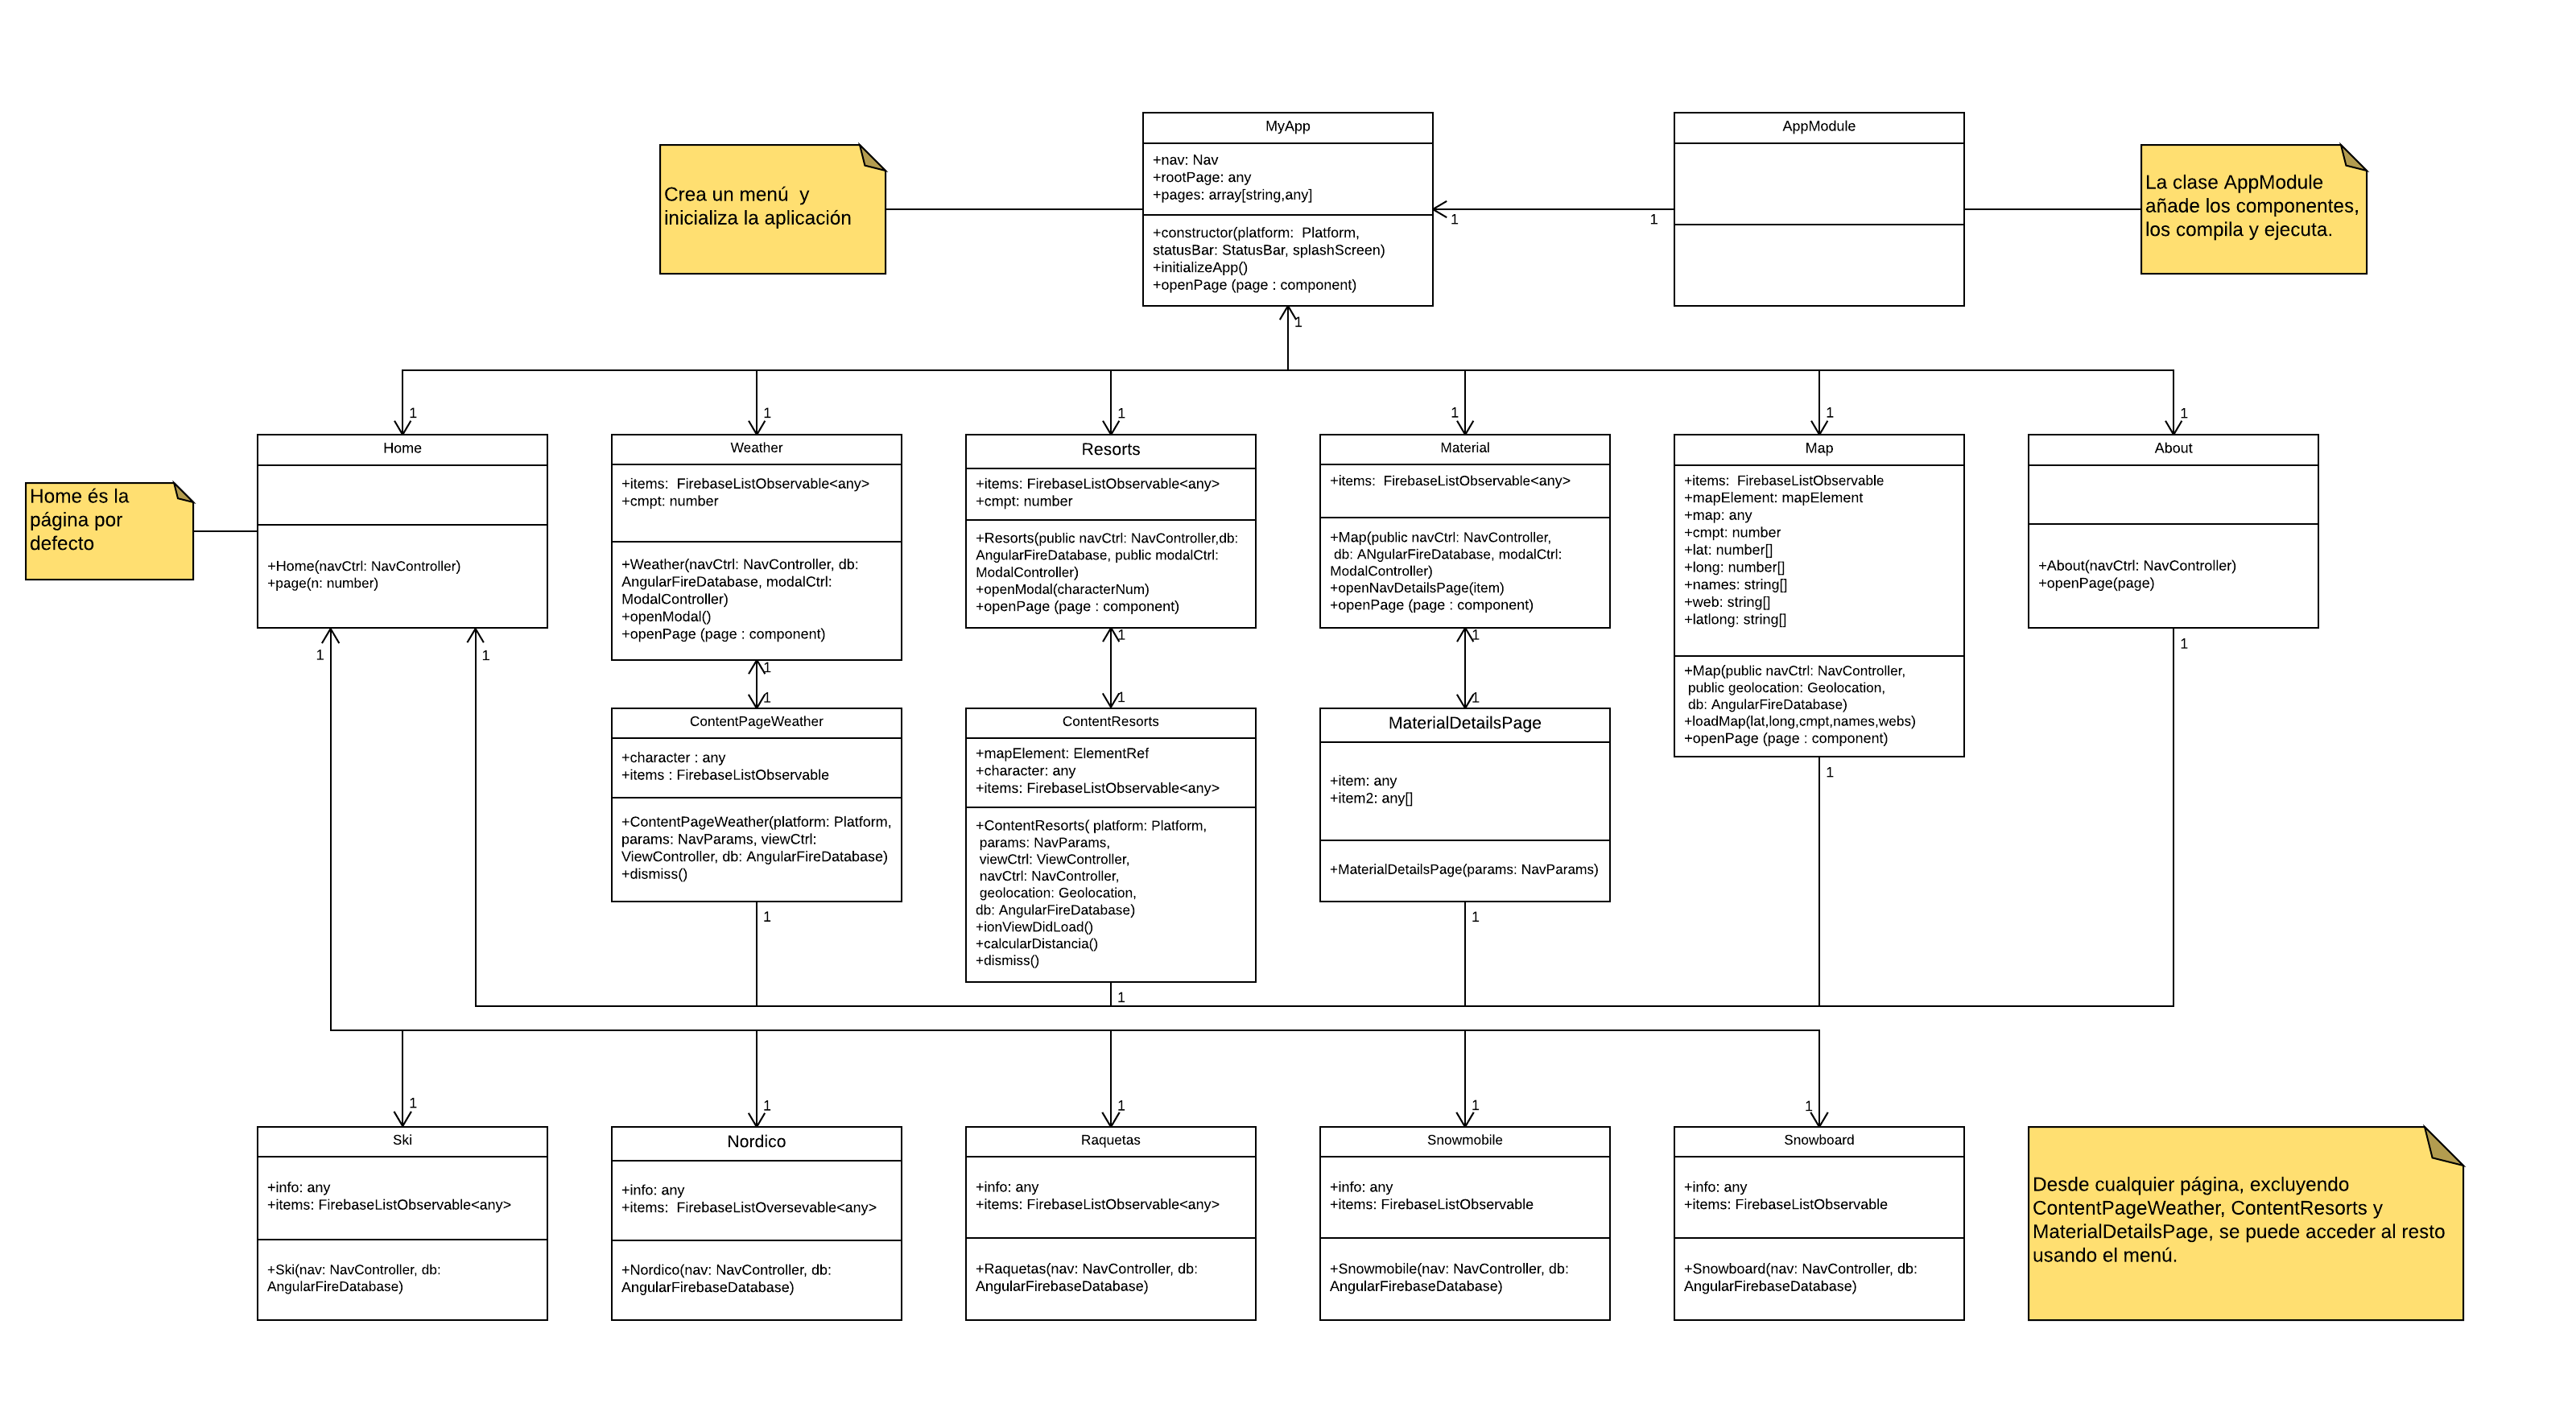 MyApp
+nav: Nav
+rootPage: any
+pages: array[string,any]
+constructor(platform:  Platform,
statusBar: StatusBar, splashScreen)
+initializeApp()
+openPage (page : component)
1
1
1
AppModule
Crea un menú  y
inicializa la aplicación
La clase AppModule
añade los componentes,
los compila y ejecuta.
1
1
1
1
1
1
Home és la
página por
defecto
Home
+Home(navCtrl: NavController)
+page(n: number)
1
1
Weather
+items:  FirebaseListObservable<any>
+cmpt: number
+Weather(navCtrl: NavController, db:
AngularFireDatabase, modalCtrl:
ModalController)
+openModal()
+openPage (page : component)
1
1
Resorts
+items: FirebaseListObservable<any>
+cmpt: number
+Resorts(public navCtrl: NavController,db:
AngularFireDatabase, public modalCtrl:
ModalController)
+openModal(characterNum)
+openPage (page : component)
1
1
Material
+items:  FirebaseListObservable<any>
+Map(public navCtrl: NavController,
db: ANgularFireDatabase, modalCtrl:
ModalController)
+openNavDetailsPage(item)
+openPage (page : component)
1
1
Map
+items:  FirebaseListObservable
+mapElement: mapElement
+map: any
+cmpt: number
+lat: number[]
+long: number[]
+names: string[]
+web: string[]
+latlong: string[]
+Map(public navCtrl: NavController,
public geolocation: Geolocation,
db: AngularFireDatabase)
+loadMap(lat,long,cmpt,names,webs)
+openPage (page : component)
1
About
+About(navCtrl: NavController)
+openPage(page)
1
ContentPageWeather
+character : any
+items : FirebaseListObservable
+ContentPageWeather(platform: Platform,
params: NavParams, viewCtrl:
ViewController, db: AngularFireDatabase)
+dismiss()
1
ContentResorts
+mapElement: ElementRef
+character: any
+items: FirebaseListObservable<any>
+ContentResorts( platform: Platform,
params: NavParams,
viewCtrl: ViewController,
navCtrl: NavController,
geolocation: Geolocation,
db: AngularFireDatabase)
+ionViewDidLoad()
+calcularDistancia()
+dismiss()
1
MaterialDetailsPage
+item: any
+item2: any[]
+MaterialDetailsPage(params: NavParams)
1
1
1
1
1
1
Ski
+info: any
+items: FirebaseListObservable<any>
+Ski(nav: NavController, db:
AngularFireDatabase)
Nordico
+info: any
+items:  FirebaseListOversevable<any>
+Nordico(nav: NavController, db:
AngularFirebaseDatabase)
Raquetas
+info: any
+items: FirebaseListObservable<any>
+Raquetas(nav: NavController, db:
AngularFirebaseDatabase)
Snowmobile
+info: any
+items: FirebaseListObservable
+Snowmobile(nav: NavController, db:
AngularFirebaseDatabase)
Snowboard
+info: any
+items: FirebaseListObservable
+Snowboard(nav: NavController, db:
AngularFirebaseDatabase)
Desde cualquier página, excluyendo
ContentPageWeather, ContentResorts y
MaterialDetailsPage, se puede acceder al resto
usando el menú.